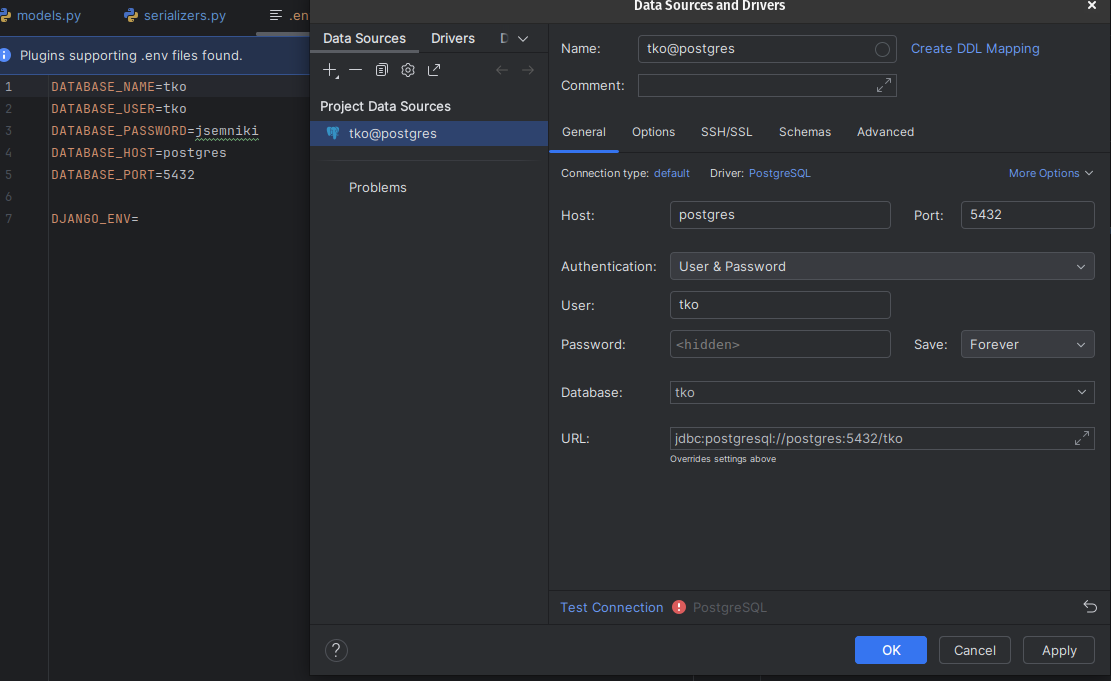 models.py
serializers.py
.en
Plugins supporting .env files found.
1 DATABASE_NAME=tko
2 DATABASE_USER=tko
3 DATABASE_PASSWORD=jsemniki
4 DATABASE_HOST=postgres
5 DATABASE_PORT=5432
6
7 DJANGO_ENV=
Data Sources and Drivers
Data Sources Drivers D
Project Data Sources
tko@postgres
Problems
Name: tko@postgres Create DDL Mapping
Comment:
General Options SSH/SSL Schemas Advanced
Connection type: default Driver: PostgreSQL More Options
Host: postgres Port: 5432
Authentication: User & Password
User: tko
Password: <hidden> Save: Forever
Database: tko
URL: jdbc:postgresql://postgres:5432/tko
Overrides settings above
Test Connection PostgreSQL
? OK Cancel Apply